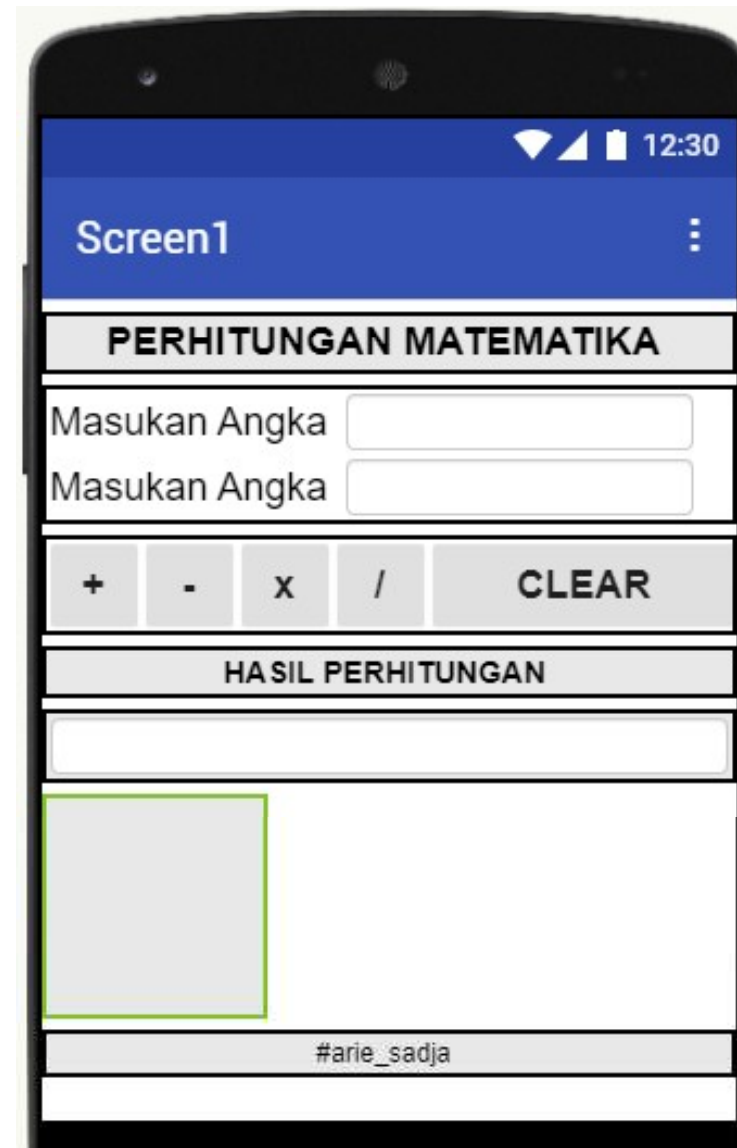 12:30
Screen1
PERHITUNGAN MATEMATIKA
Masukan Angka
Masukan Angka
+ - x / CLEAR
HASIL PERHITUNGAN
#arie_sadja